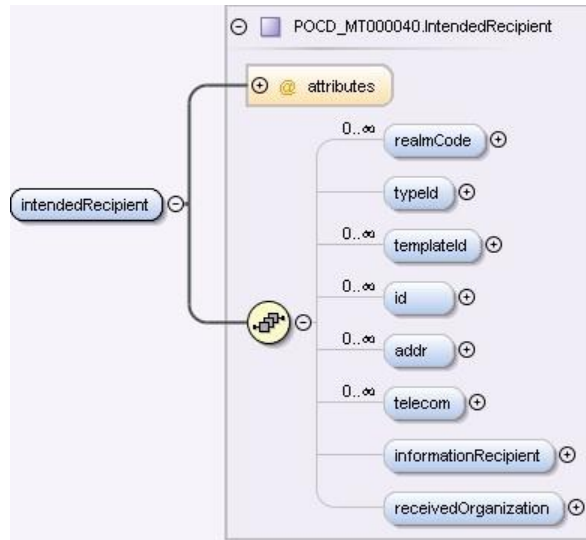 POCD_MT000040.IntendedRecipient
@ attributes
0..∞
realmCode
intendedRecipient
typeId
0..∞
templateId
0..∞
id
0..∞
addr
0..∞
telecom
informationRecipient
receivedOrganization